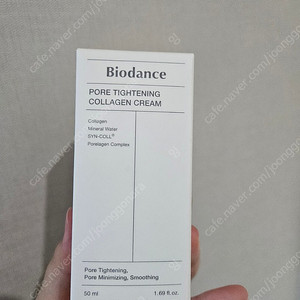 Biodance
PORE TIGHTENING
COLLAGEN CREAM
Collagen
Mineral Water
SYN-COLL®
Porelagen Complex
Pore Tightening,
Pore Minimizing, Smoothing
50 ml 1.69 fl.oz.